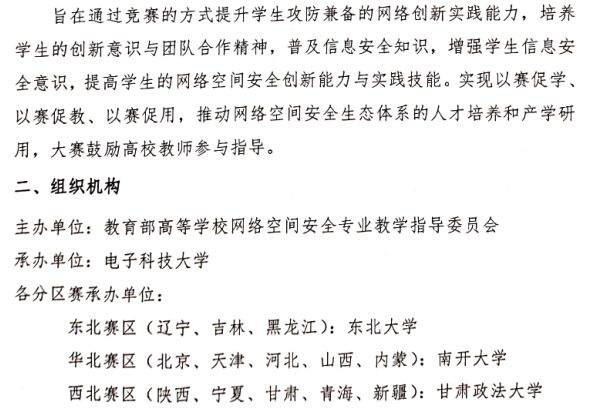 旨在通过竞赛的方式提升学生攻防兼备的网络创新实践能力，培养
学生的创新意识与团队合作精神，普及信息安全知识，增强学生信息安
全意识，提高学生的网络空间安全创新能力与实践技能。实现以赛促学、
以赛促教、以赛促用，推动网络空间安全生态体系的人才培养和产学研
用，大赛鼓励高校教师参与指导。
二、组织机构
主办单位：教育部高等学校网络空间安全专业教学指导委员会
承办单位：电子科技大学
各分区赛承办单位：
东北赛区（辽宁、吉林、黑龙江）：东北大学
华北赛区（北京、天津、河北、山西、内蒙）：南开大学
西北赛区（陕西、宁夏、甘肃、青海、新疆）：甘肃政法大学